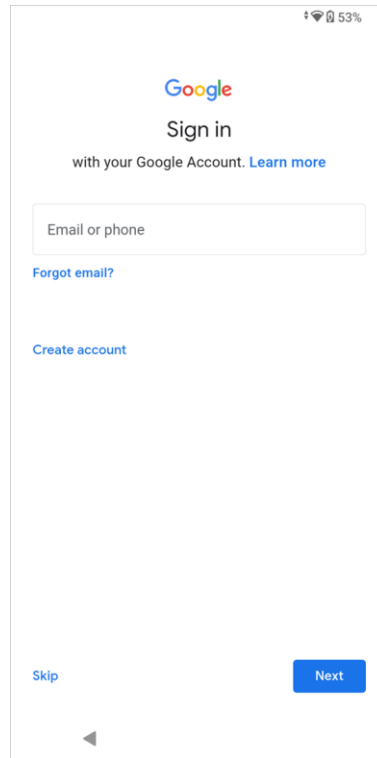 53%
Google
Sign in
with your Google Account. Learn more
Email or phone
Forgot email?
Create account
Skip
Next